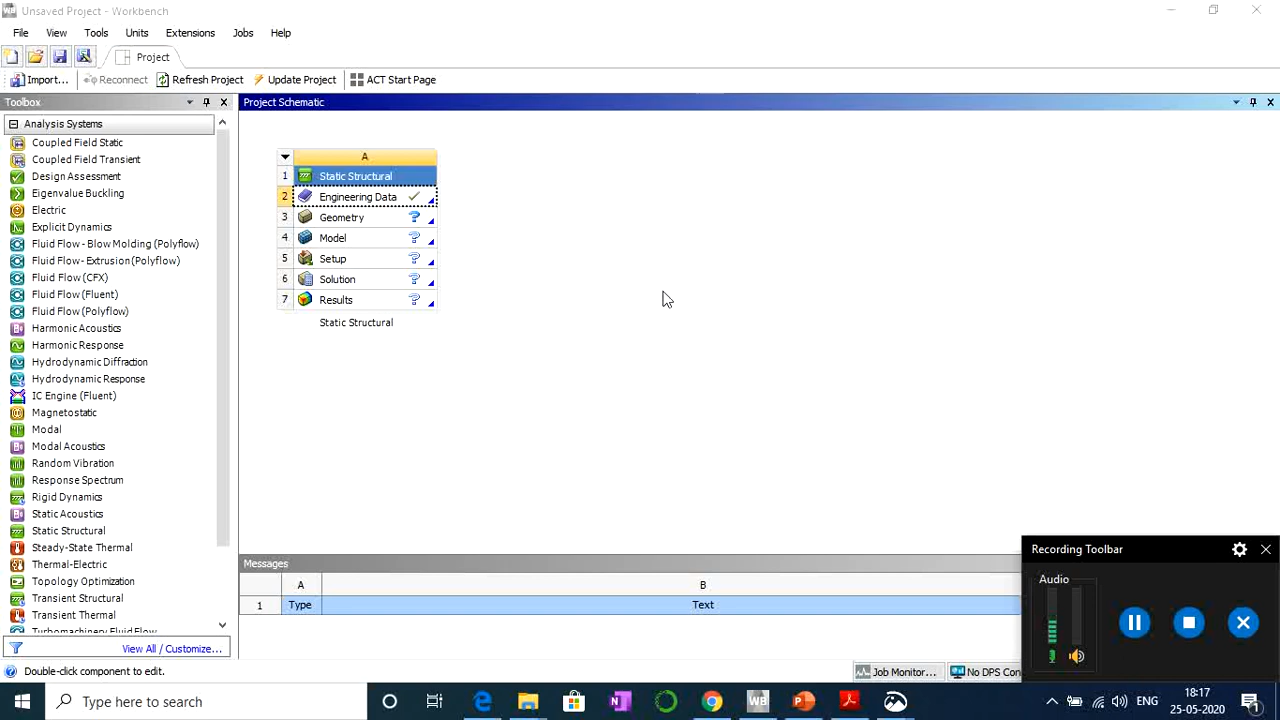 Unsaved Project - Workbench
File View Tools Units Extensions Jobs Help
Project
Import... Reconnect Refresh Project Update Project ACT Start Page
Toolbox
Analysis Systems
Coupled Field Static
Coupled Field Transient
Design Assessment
Eigenvalue Buckling
Electric
Explicit Dynamics
Fluid Flow - Blow Molding (Polyflow)
Fluid Flow - Extrusion (Polyflow)
Fluid Flow (CFX)
Fluid Flow (Fluent)
Fluid Flow (Polyflow)
Harmonic Acoustics
Harmonic Response
Hydrodynamic Diffraction
Hydrodynamic Response
IC Engine (Fluent)
Magnetostatic
Modal
Modal Acoustics
Random Vibration
Response Spectrum
Rigid Dynamics
Static Acoustics
Static Structural
Steady-State Thermal
Thermal-Electric
Topology Optimization
Transient Structural
Transient Thermal
Turbomachinery Fluid Flow
View All / Customize...
Project Schematic
A
1 Static Structural
2 Engineering Data
3 Geometry ?
4 Model ?
5 Setup ?
6 Solution ?
7 Results ?
Static Structural
Messages
A B
1 Type Text
Recording Toolbar
Audio
Double-click component to edit.
Job Monitor... No DPS Con
WB
Type here to search
WB
ENG
18:17
25-05-2020
1